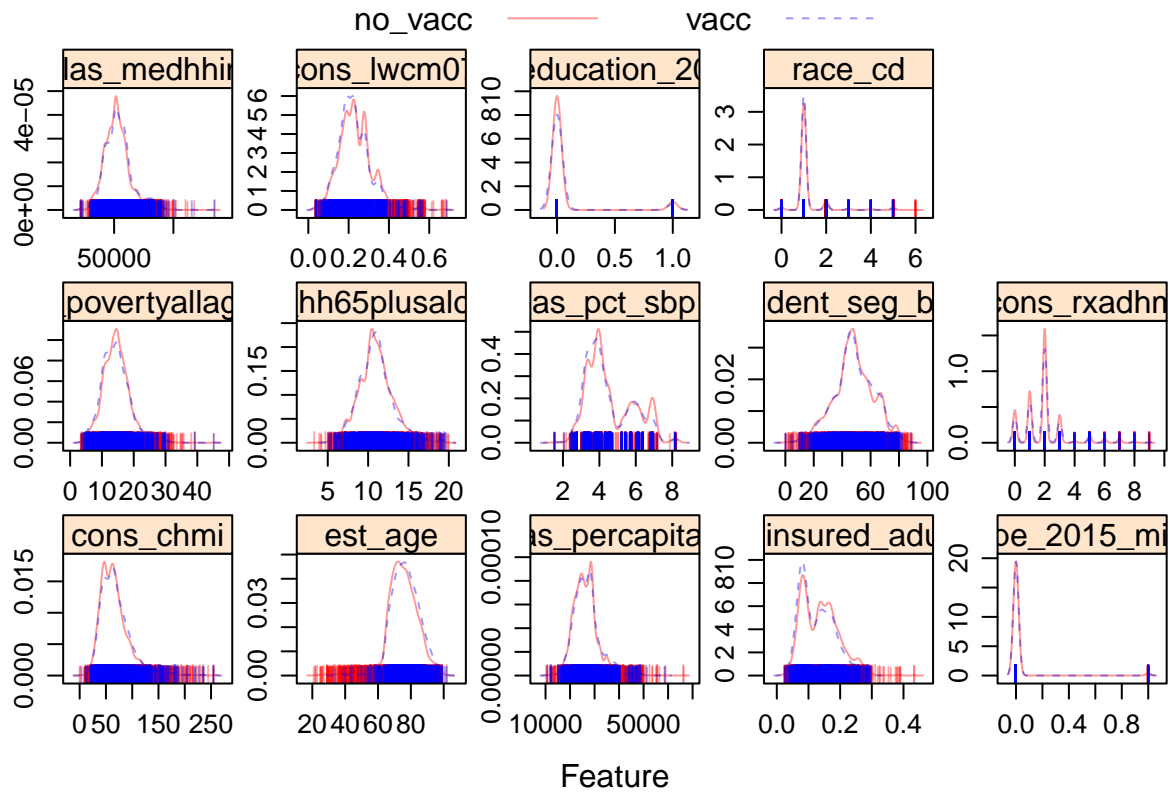 no_vacc vacc
las_medhhin cons_lwcm07 education_20 race_cd
0e+00 4e-05 0 1 2 3 4 5 6 0 2 4 6 8 10 0 1 2 3
50000 0.0 0.2 0.4 0.6 0.0 0.5 1.0 0 2 4 6
_povertyallag hh65plusalo as_pct_sbp dent_seg_b cons_rxadhm
0.00 0.06 0.00 0.15 0.0 0.2 0.4 0.00 0.02 0.0 1.0
0 10 20 30 40 5 10 15 20 2 4 6 8 0 20 60 100 0 2 4 6 8
cons_chmi est_age as_percapita insured_adu pe_2015_mi
0.000 0.015 0.00 0.03 0.00000 0.00010 0 2 4 6 8 10 0 5 10 20
0 50 150 250 20 40 60 80 10000 50000 0.0 0.2 0.4 0.0 0.4 0.8
Feature